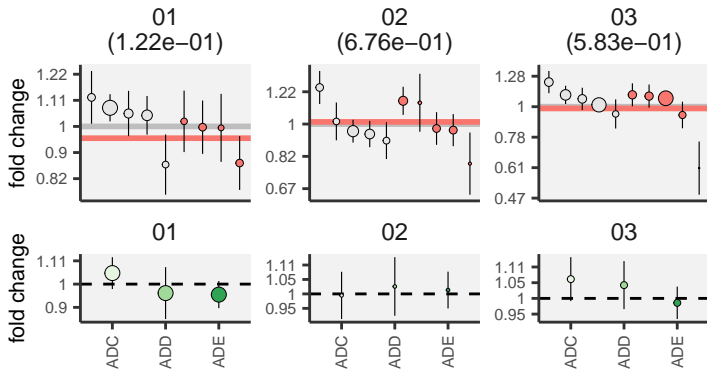 01
(1.22e−01)
02
(6.76e−01)
03
(5.83e−01)
fold change
1.22
1.11
1
0.9
0.82
1.22
1
0.82
0.67
1.28
1
0.78
0.61
0.47
01
02
03
fold change
1.11
1
0.9
1.11
1.05
1
0.95
1.11
1.05
1
0.95
ADC
ADD
ADE
ADC
ADD
ADE
ADC
ADD
ADE